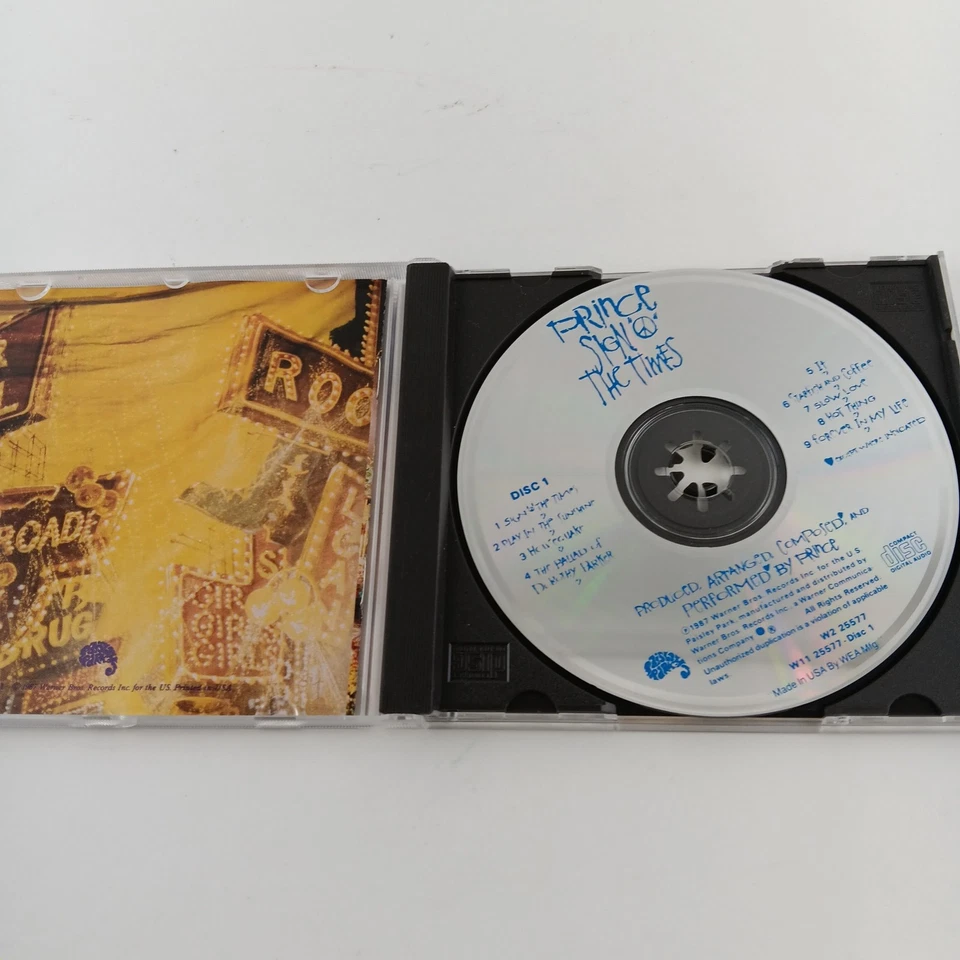 ROO
DRUG
Records Inc. for the US. Printed in USA
PRINCE
SIGN "☮" THE TIMES
DISC 1
1 SIGN "☮" THE TIMES
2 PLAY IN THE SUNSHINE
3 HOUSEQUAKE
4 THE BALLAD OF
DOROTHY PARKER
5 IT
6 STARFISH AND COFFEE
7 SLOW LOVE
8 HOT THING
9 FOREVER IN MY LIFE
PRODUCED, ARRANGED, COMPOSED, AND
PERFORMED BY PRINCE
COMPACT
disc
DIGITAL AUDIO
℗1987 Warner Bros. Records Inc. for the U.S.
Paisley Park, manufactured and distributed by
Warner Bros. Records Inc. a Warner Communica
tions Company All Rights Reserved
Unauthorized duplication is a violation of applicable
laws
W2 25577
W11 25577-Disc 1
Made in USA By WEA Mfg